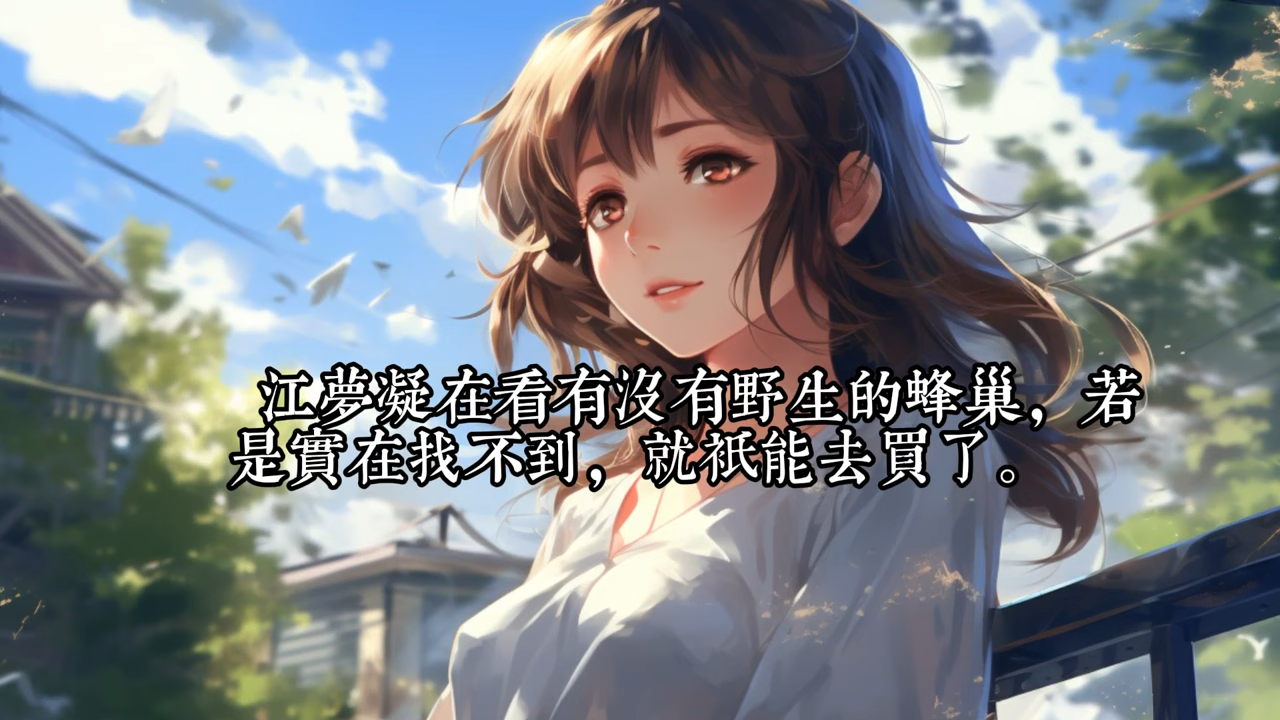 江夢凝在看有沒有野生的蜂巢，若
是實在找不到，就衹能去買了。